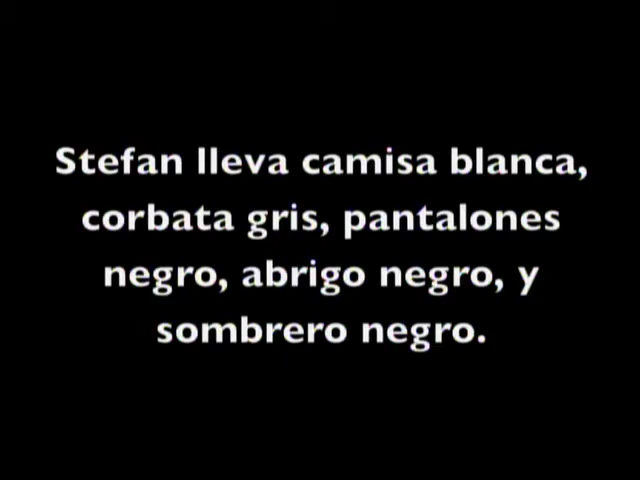 Stefan lleva camisa blanca,
corbata gris, pantalones
negro, abrigo negro, y
sombrero negro.